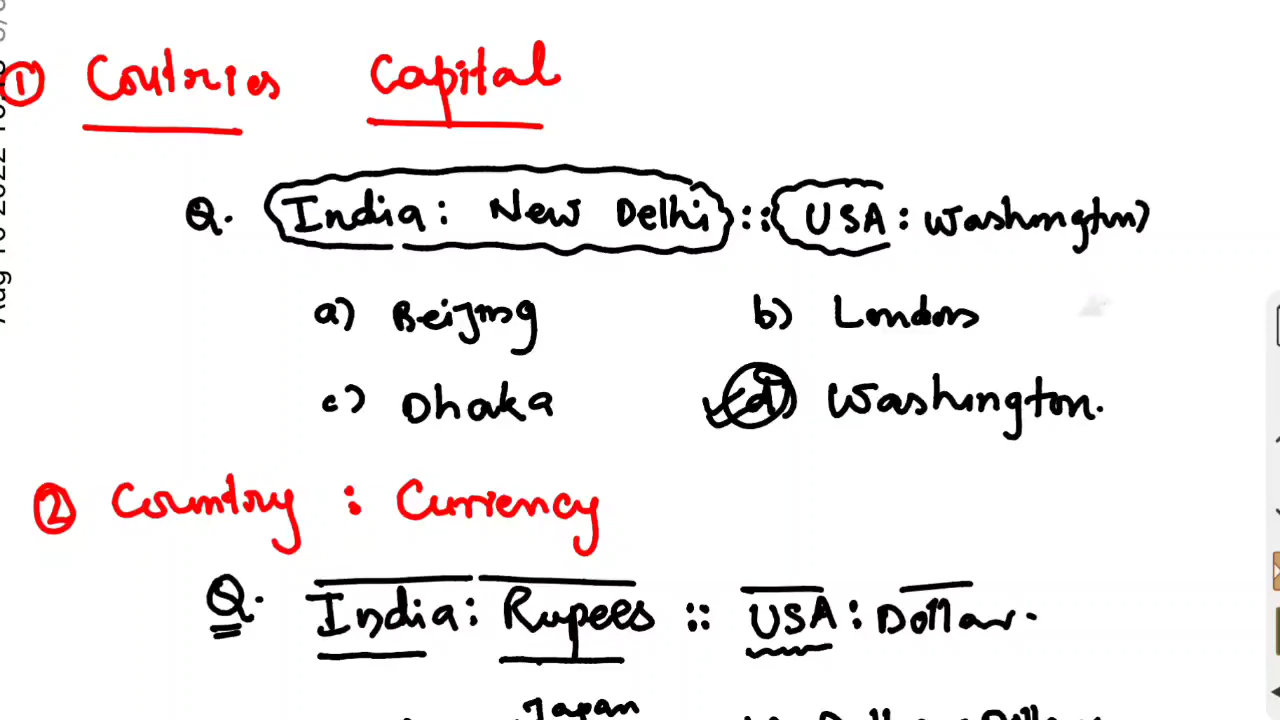 ① Coutries Capital
Q. India: New Delhi :: USA: Washington
a) Beijing b) London
c) Dhaka d) Washington.
② Country : Currency
Q. India: Rupees :: USA: Dollar.
Japan